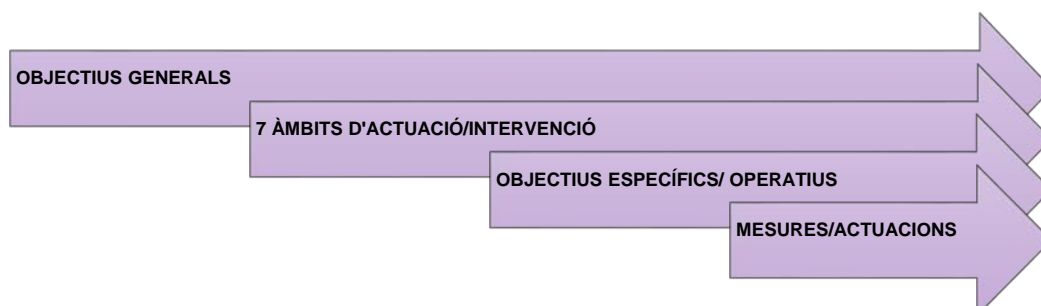 OBJECTIUS GENERALS
7 ÀMBITS D'ACTUACIÓ/INTERVENCIÓ
OBJECTIUS ESPECÍFICS/ OPERATIUS
MESURES/ACTUACIONS